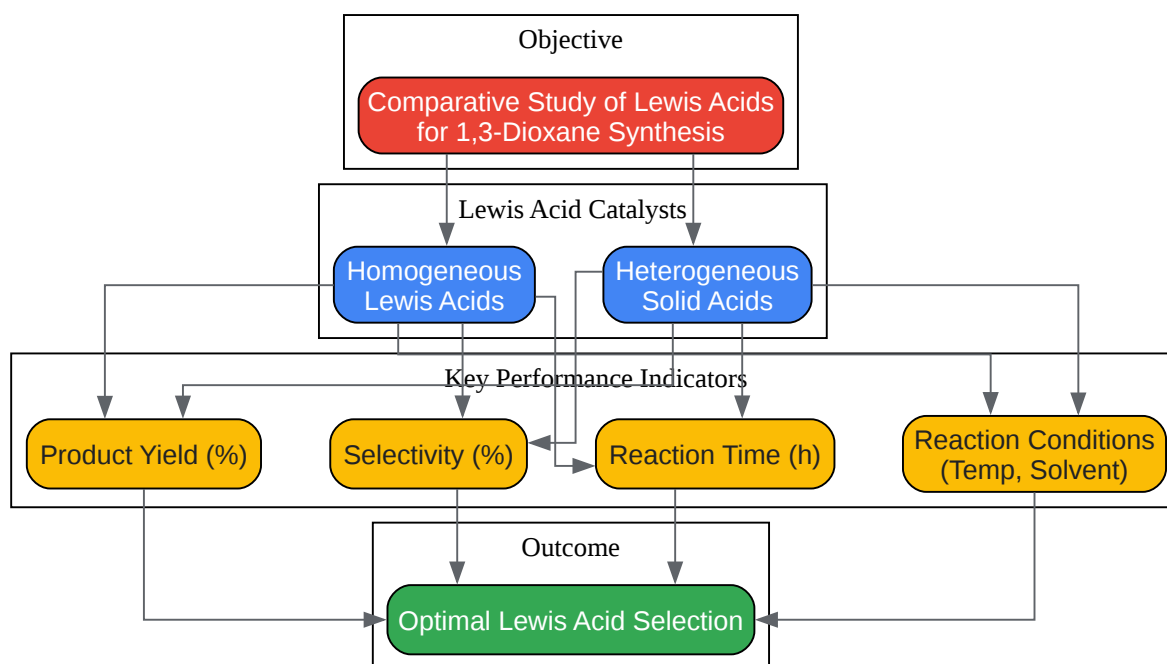 Objective
Comparative Study of Lewis Acids
for 1,3-Dioxane Synthesis
Lewis Acid Catalysts
Homogeneous
Lewis Acids
Heterogeneous
Solid Acids
Key Performance Indicators
Product Yield (%)
Selectivity (%)
Reaction Time (h)
Reaction Conditions
(Temp, Solvent)
Outcome
Optimal Lewis Acid Selection